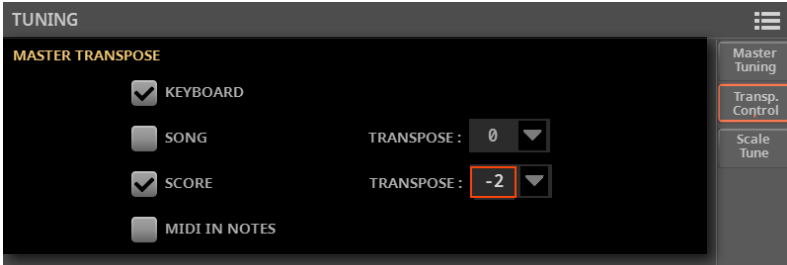 TUNING
MASTER TRANSPOSE
KEYBOARD
SONG TRANSPOSE : 0
SCORE TRANSPOSE : -2
MIDI IN NOTES
Master
Tuning
Transp.
Control
Scale
Tune